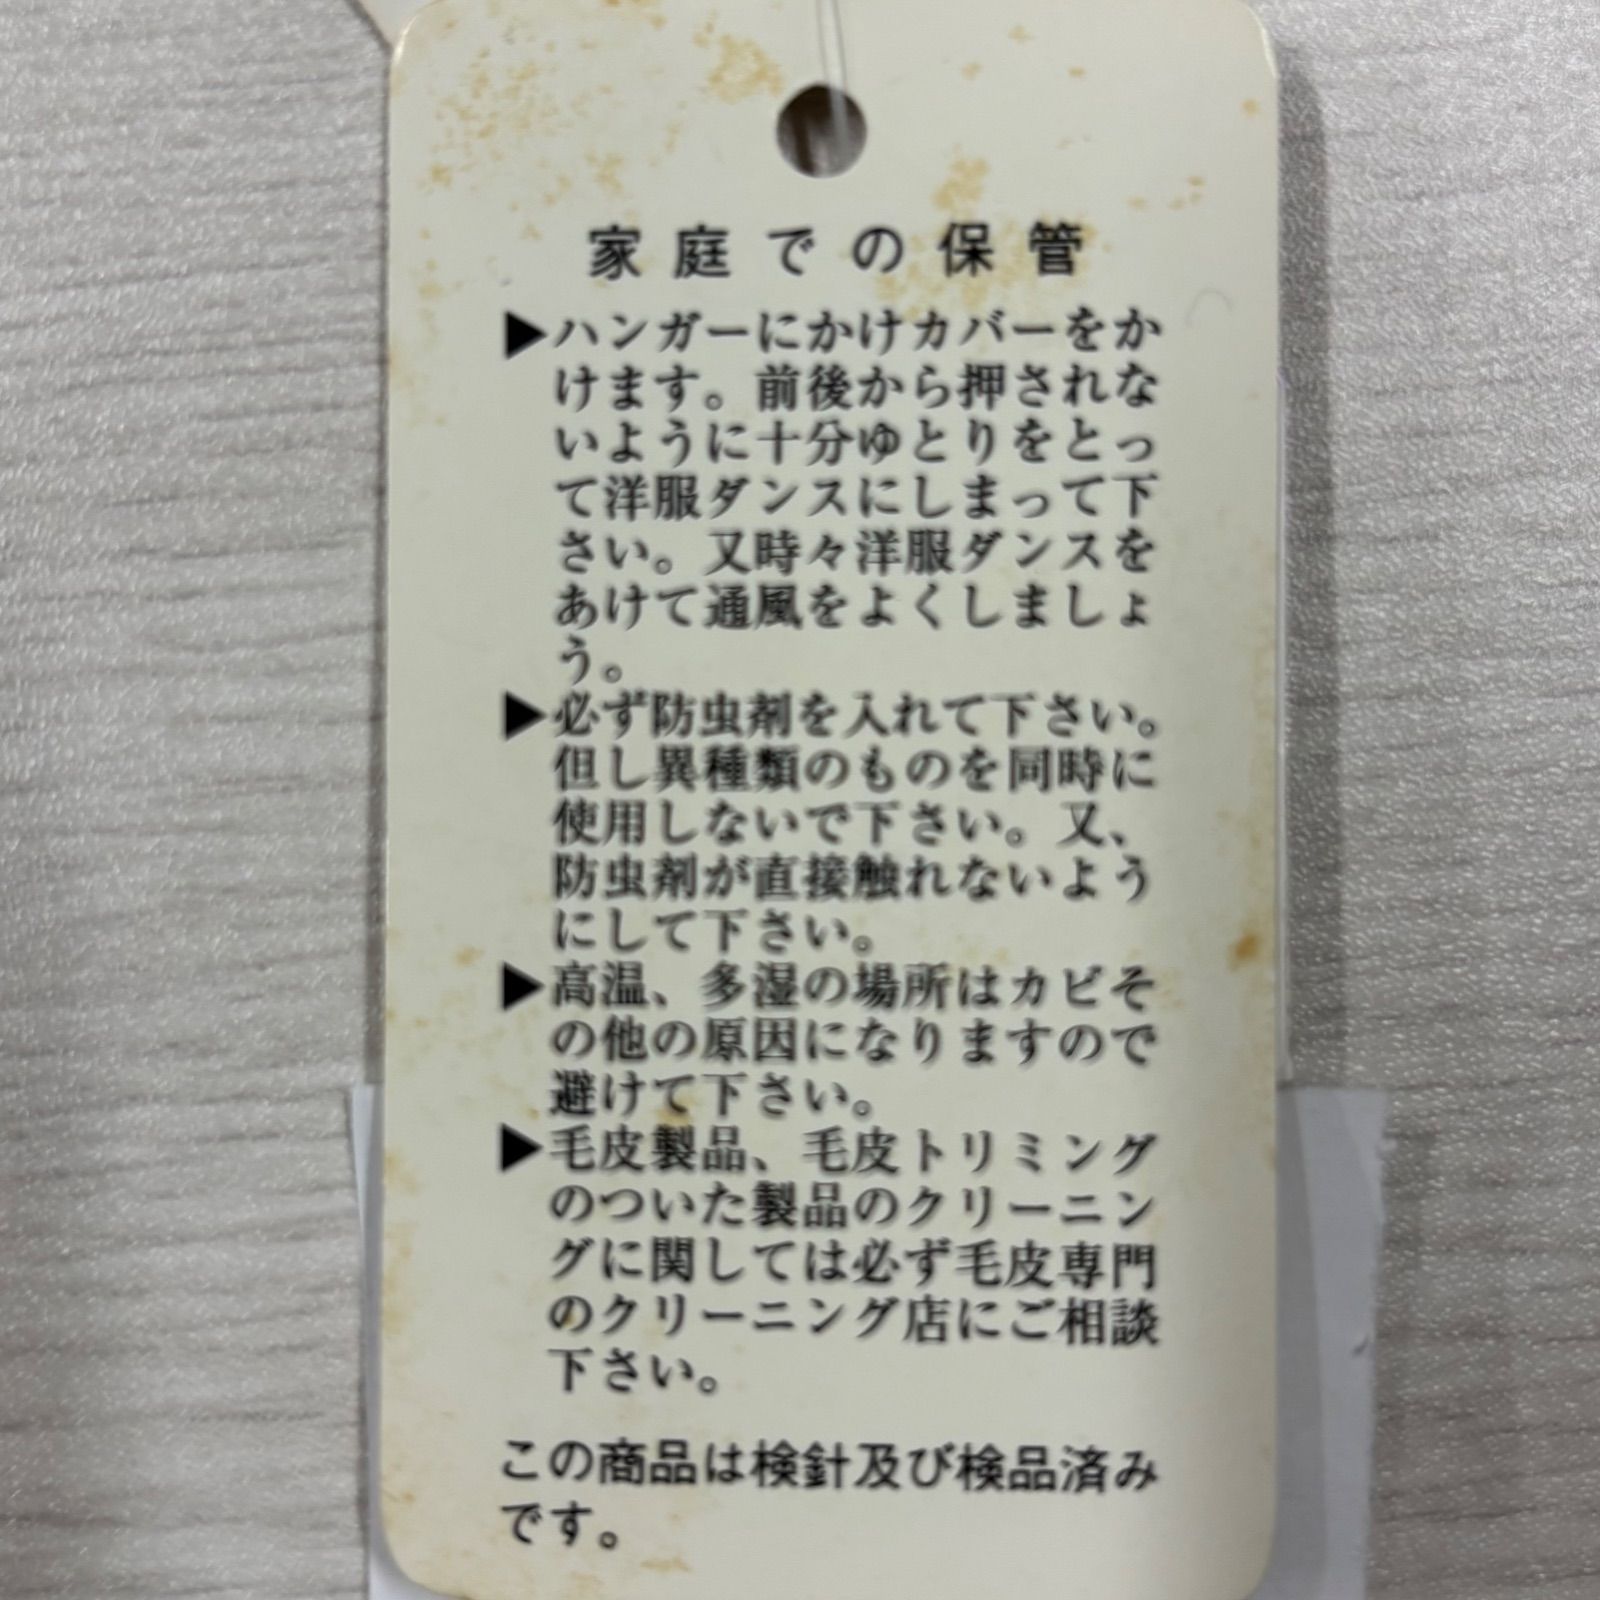 家庭での保管
▶ハンガーにかけカバーをか
けます。前後から押されな
いように十分ゆとりをとっ
て洋服ダンスにしまって下
さい。又時々洋服ダンスを
あけて通風をよくしましょ
う。
▶必ず防虫剤を入れて下さい。
但し異種類のものを同時に
使用しないで下さい。又、
防虫剤が直接触れないよう
にして下さい。
▶高温、多湿の場所はカビそ
の他の原因になりますので
避けて下さい。
▶毛皮製品、毛皮トリミング
のついた製品のクリーニン
グに関しては必ず毛皮専門
のクリーニング店にご相談
下さい。
この商品は検針及び検品済み
です。